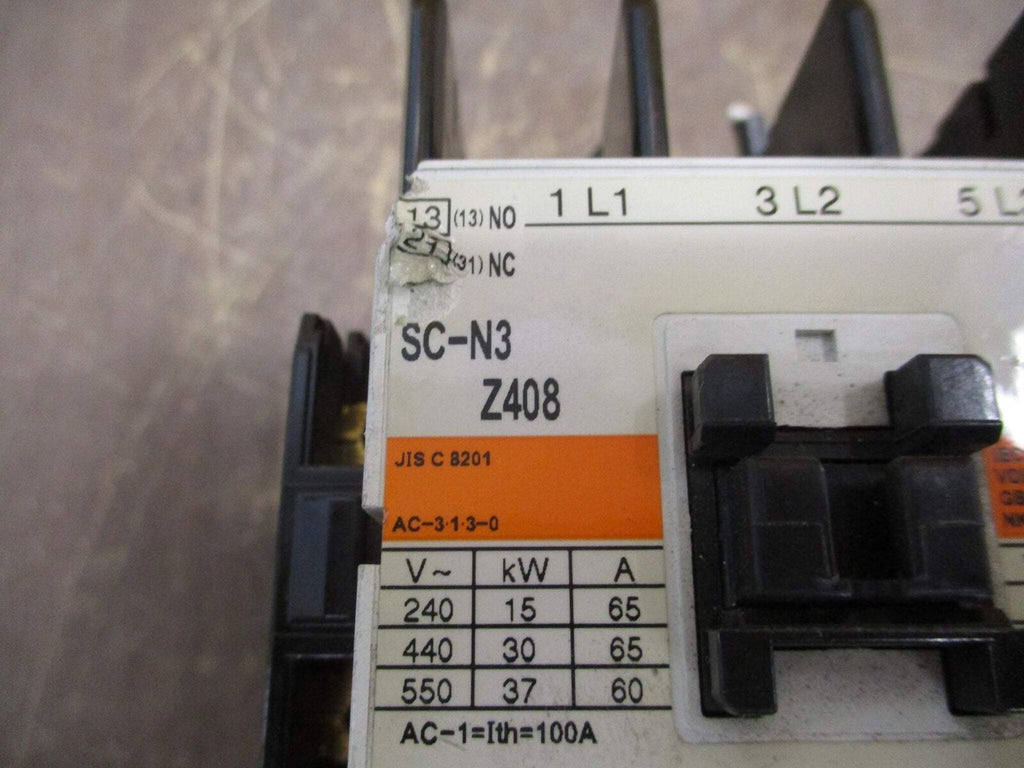 13 (13) NO 1 L1 3 L2 5
(31) NC
SC-N3
Z408
JIS C 8201
AC-3·1·3-0
V~ kW A
240 15 65
440 30 65
550 37 60
AC-1=Ith=100A